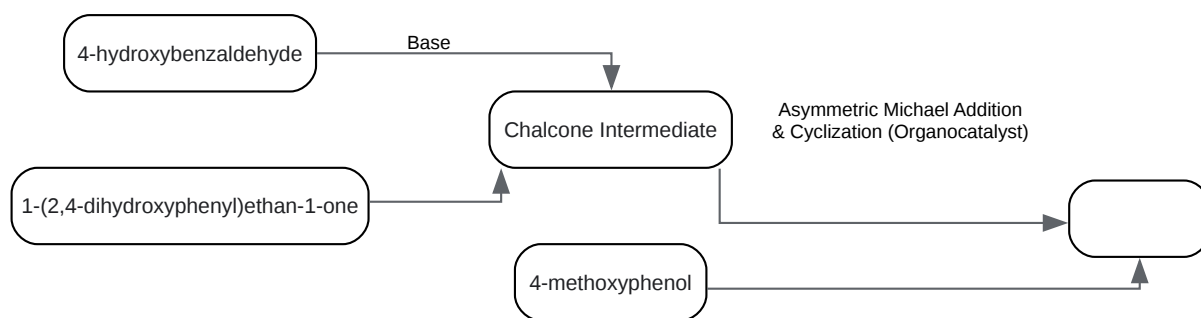 4-hydroxybenzaldehyde
Base
Chalcone Intermediate
Asymmetric Michael Addition
& Cyclization (Organocatalyst)
1-(2,4-dihydroxyphenyl)ethan-1-one
4-methoxyphenol